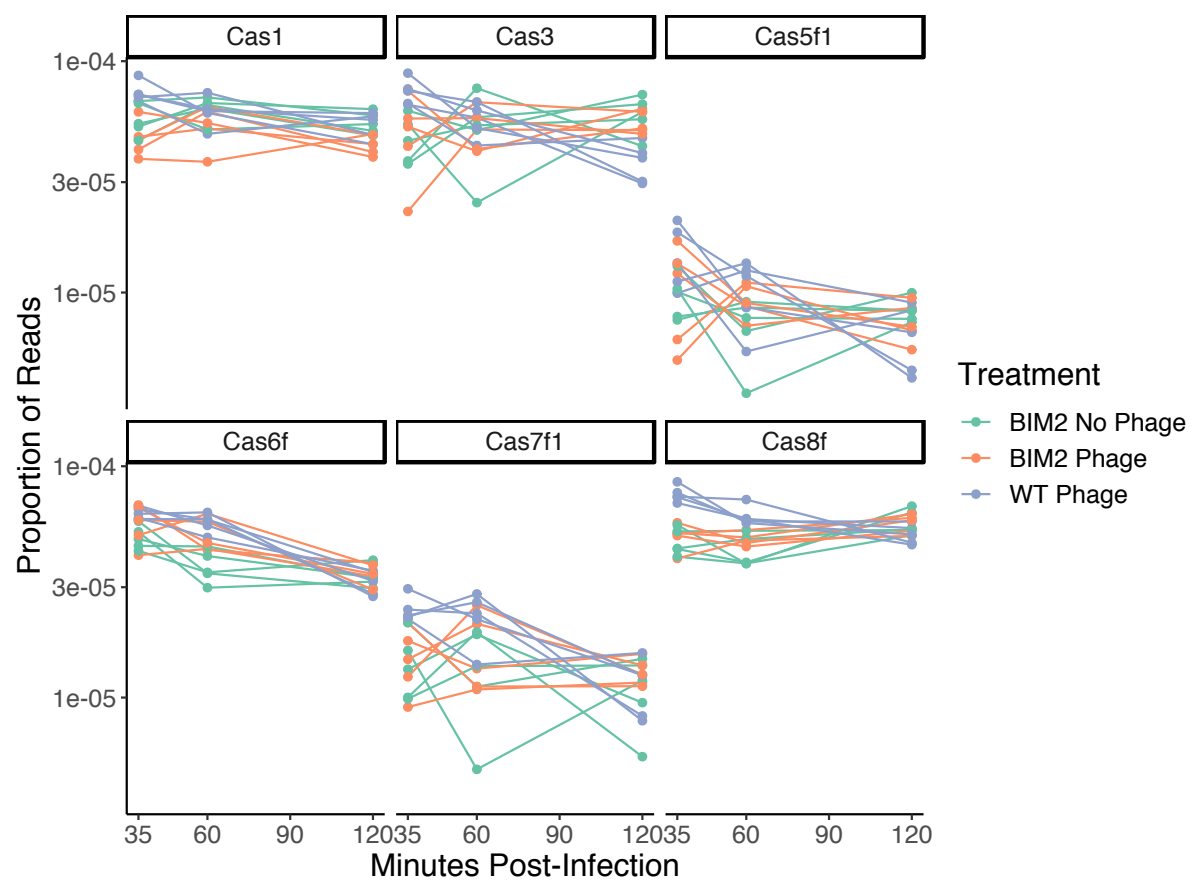 Cas1 Cas3 Cas5f1
1e-04
3e-05
1e-05
Proportion of Reads
Cas6f Cas7f1 Cas8f
1e-04
3e-05
1e-05
35 60 90 120 35 60 90 120 35 60 90 120
Minutes Post-Infection
Treatment
BIM2 No Phage
BIM2 Phage
WT Phage